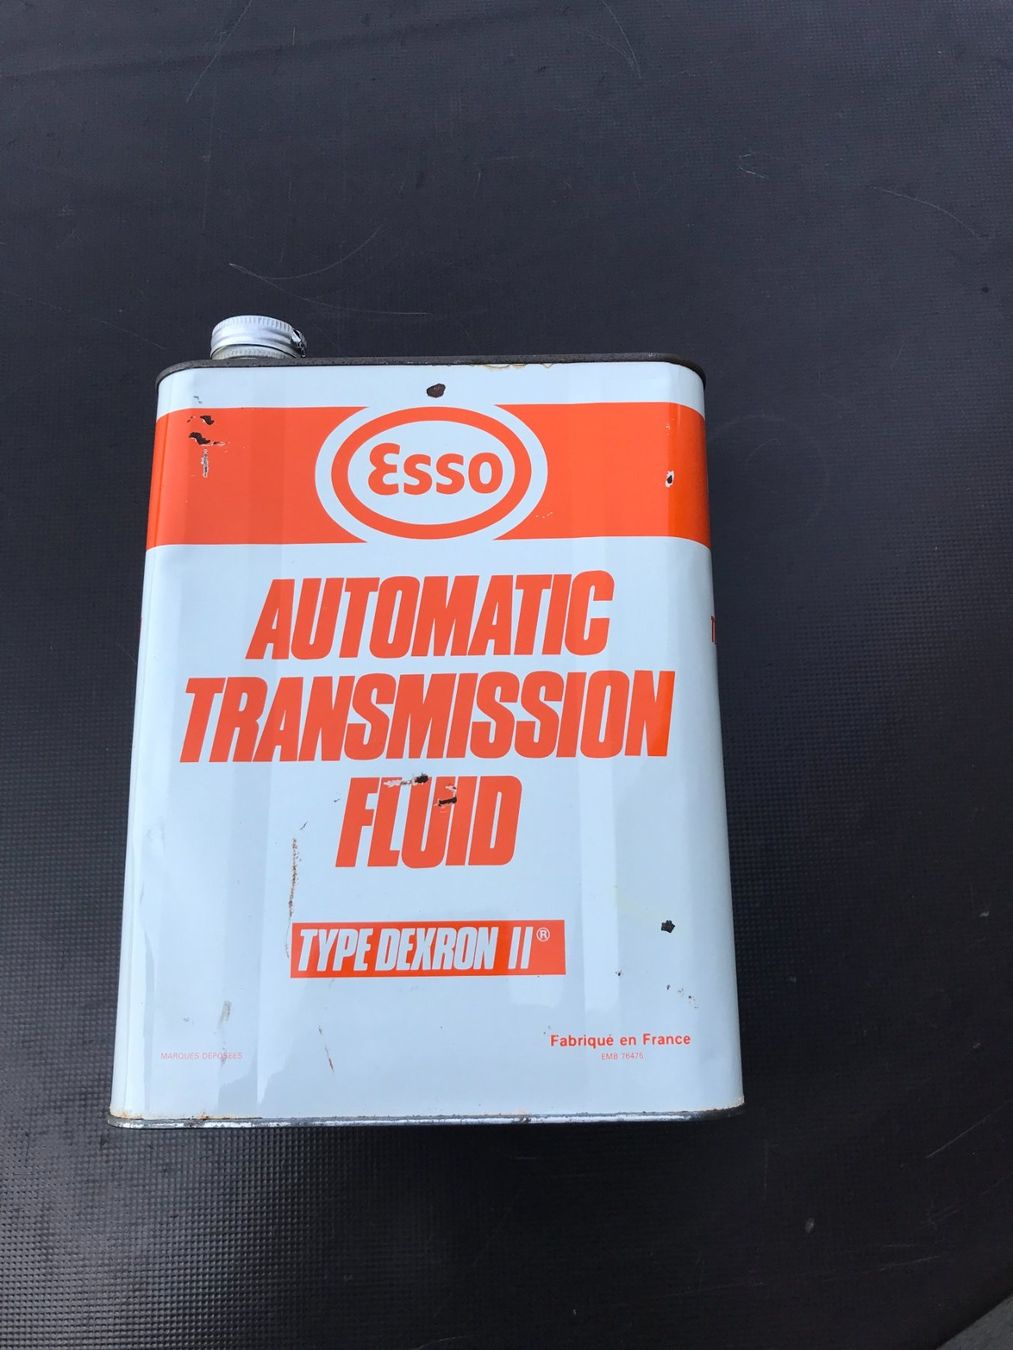 Esso
AUTOMATIC
TRANSMISSION
FLUID
TYPE DEXRON II®
Fabriqué en France
MARQUES DEPOSEES
EMB 76476